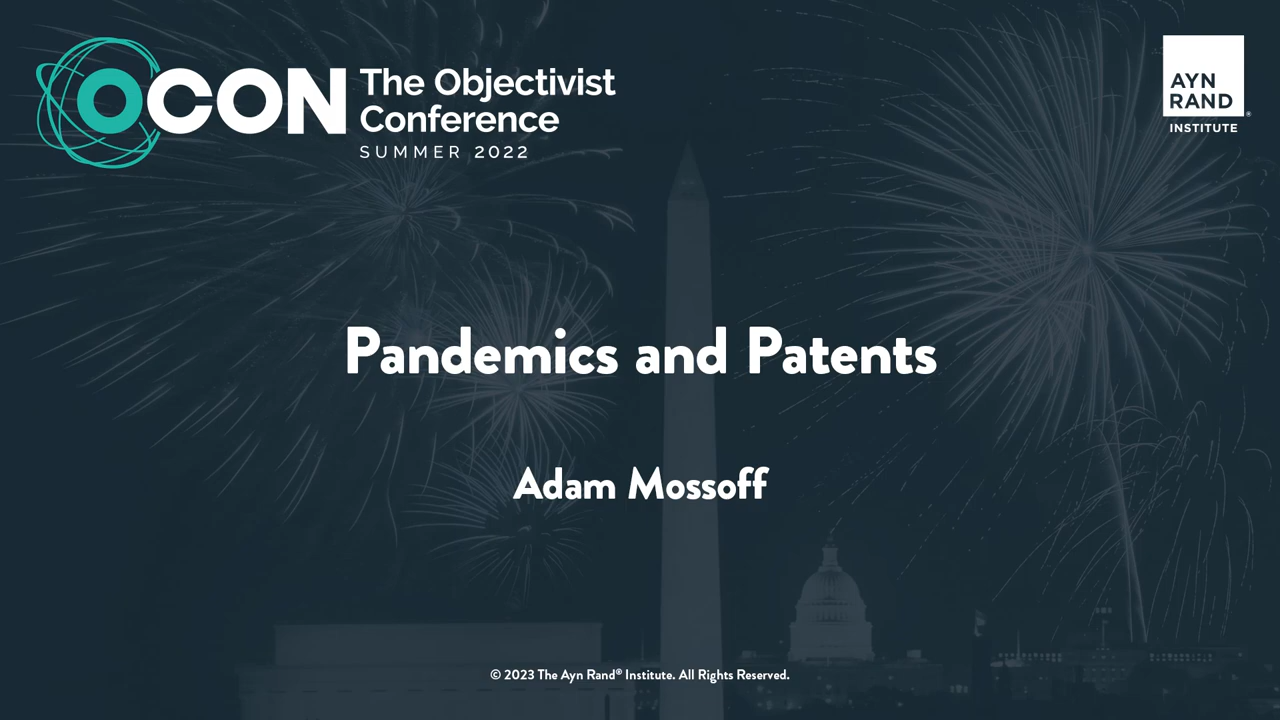 OCON
The Objectivist
Conference
SUMMER 2022
AYN
RAND
®
INSTITUTE
Pandemics and Patents
Adam Mossoff
© 2023 The Ayn Rand® Institute. All Rights Reserved.